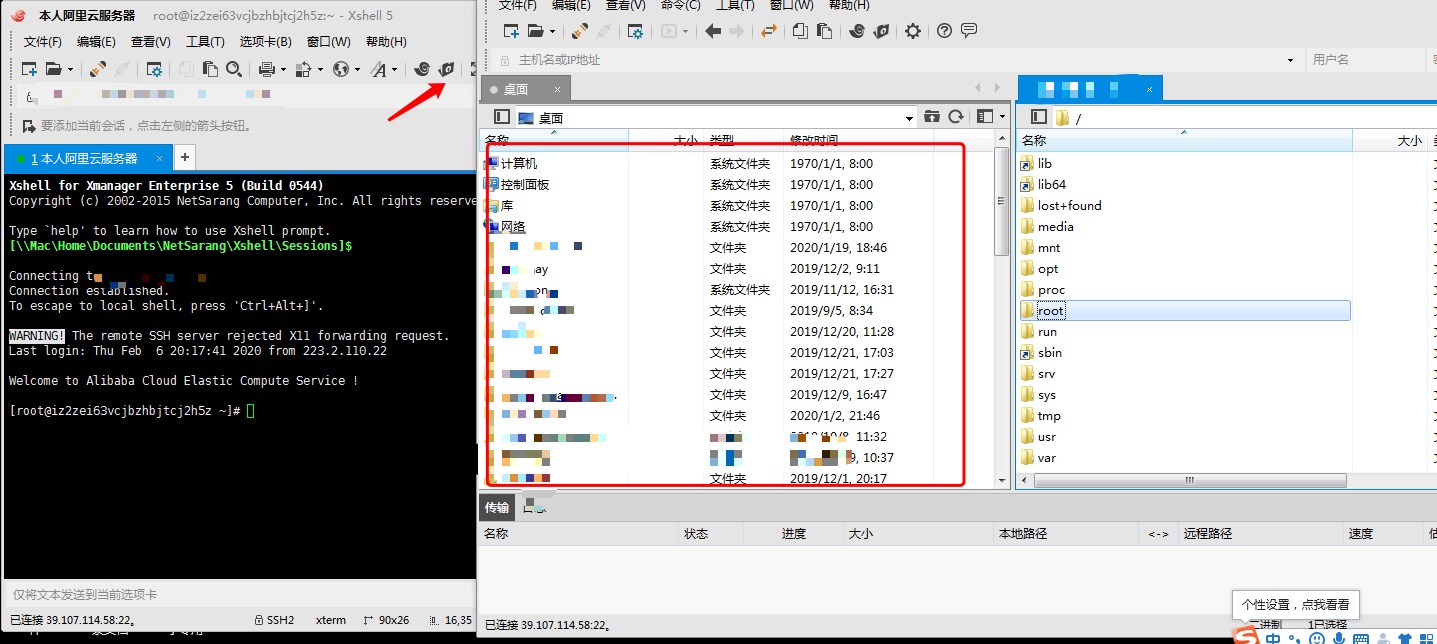 本人阿里云服务器 root@iz2zei63vcjbzhbjtcj2h5z:~ - Xshell 5
文件(F) 编辑(E) 查看(V) 工具(T) 选项卡(B) 窗口(W) 帮助(H)
要添加当前会话，点击左侧的箭头按钮。
1 本人阿里云服务器 × +
Xshell for Xmanager Enterprise 5 (Build 0544)
Copyright (c) 2002-2015 NetSarang Computer, Inc. All rights reserve
Type `help' to learn how to use Xshell prompt.
[\\Mac\Home\Documents\NetSarang\Xshell\Sessions]$
Connecting t
Connection established.
To escape to local shell, press 'Ctrl+Alt+]'.
WARNING! The remote SSH server rejected X11 forwarding request.
Last login: Thu Feb  6 20:17:41 2020 from 223.2.110.22
Welcome to Alibaba Cloud Elastic Compute Service !
[root@iz2zei63vcjbzhbjtcj2h5z ~]#
仅将文本发送到当前选项卡
已连接 39.107.114.58:22。 SSH2 xterm 90x26 16,35
文件(F) 编辑(E) 查看(V) 命令(C) 工具(T) 窗口(W) 帮助(H)
主机名或IP地址 用户名
桌面 ×
桌面
名称 大小 类型 修改时间
计算机 系统文件夹 1970/1/1, 8:00
控制面板 系统文件夹 1970/1/1, 8:00
库 系统文件夹 1970/1/1, 8:00
网络 系统文件夹 1970/1/1, 8:00
文件夹 2020/1/19, 18:46
ay 文件夹 2019/12/2, 9:11
系统文件夹 2019/11/12, 16:31
文件夹 2019/9/5, 8:34
文件夹 2019/12/20, 11:28
文件夹 2019/12/21, 17:03
文件夹 2019/12/21, 17:27
文件夹 2019/12/9, 16:47
文件夹 2020/1/2, 21:46
11:32
9, 10:37
文件夹 2019/12/1, 20:17
×
/
名称 大小
lib
lib64
lost+found
media
mnt
opt
proc
root
run
sbin
srv
sys
tmp
usr
var
传输
名称 状态 进度 大小 本地路径 <-> 远程路径 速度
个性设置，点我看看
已连接 39.107.114.58:22。 二进制 1已选择
中